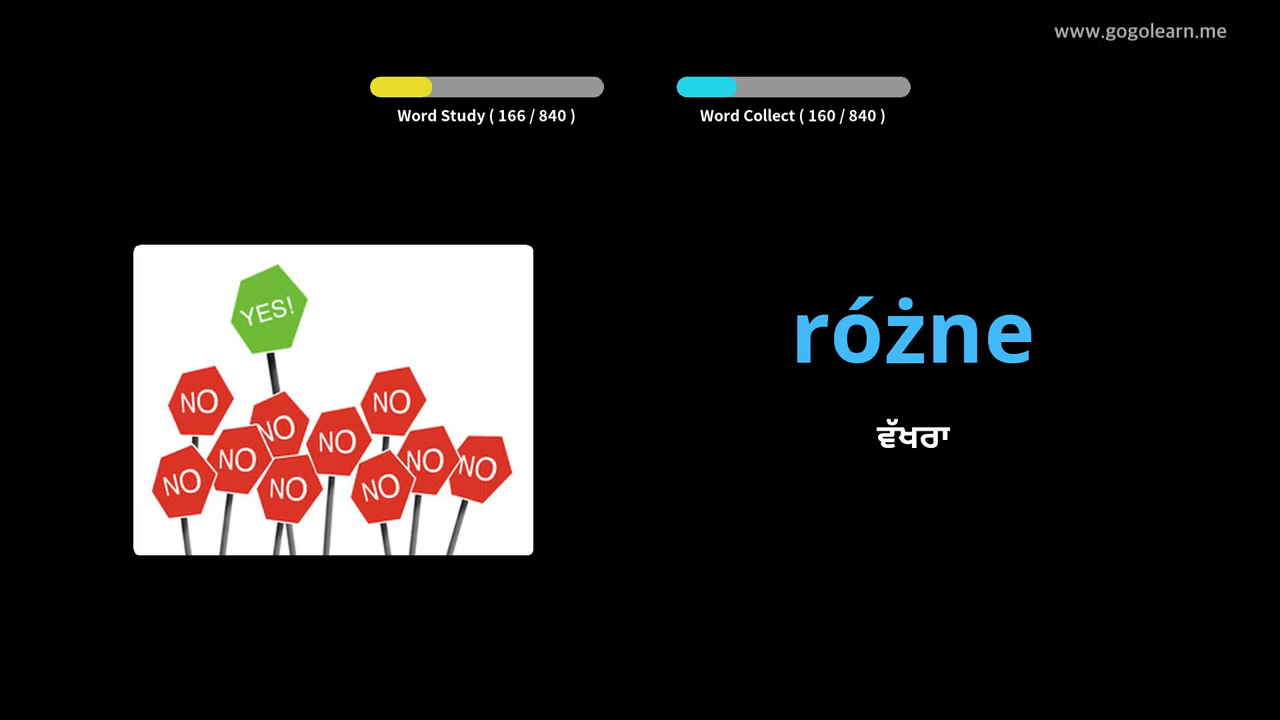 www.gogolearn.me
Word Study ( 166 / 840 )
Word Collect ( 160 / 840 )
YES!
NO
NO
NO
NO
NO
NO
NO
NO
NO
NO
różne
ਵੱਖਰਾ